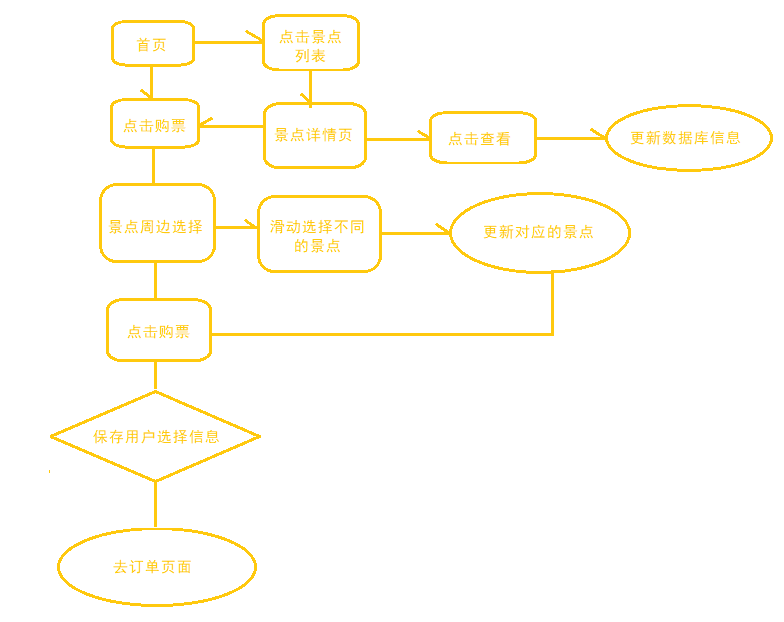 首页
点击景点
列表
点击购票
景点详情页
点击查看
更新数据库信息
景点周边选择
滑动选择不同
的景点
更新对应的景点
点击购票
保存用户选择信息
去订单页面